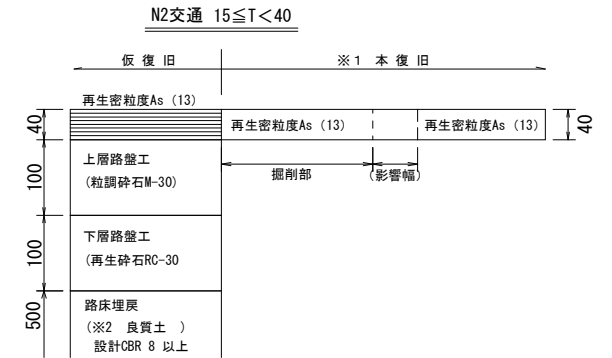 N2交通 15≦T<40
仮 復 旧
※1 本 復 旧
再生密粒度As (13)
40
再生密粒度As (13)
再生密粒度As (13)
40
上層路盤工
(粒調砕石M-30)
100
掘削部
(影響幅)
下層路盤工
(再生砕石RC-30
100
路床埋戻
(※2 良質土 )
設計CBR 8 以上
500